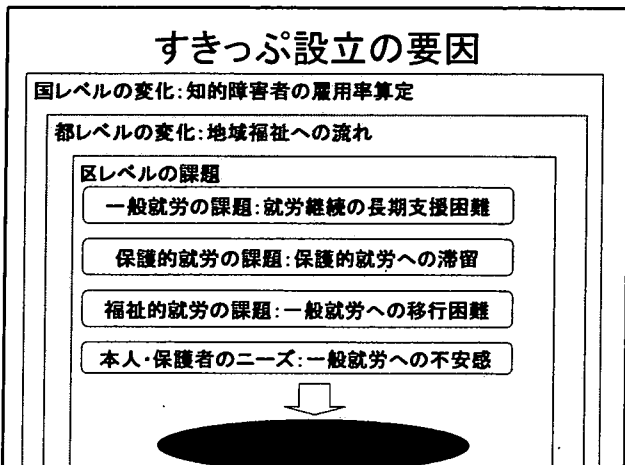 すきっぷ設立の要因
国レベルの変化:知的障害者の雇用率算定
都レベルの変化:地域福祉への流れ
区レベルの課題
一般就労の課題:就労継続の長期支援困難
保護的就労の課題:保護的就労への滞留
福祉的就労の課題:一般就労への移行困難
本人・保護者のニーズ:一般就労への不安感